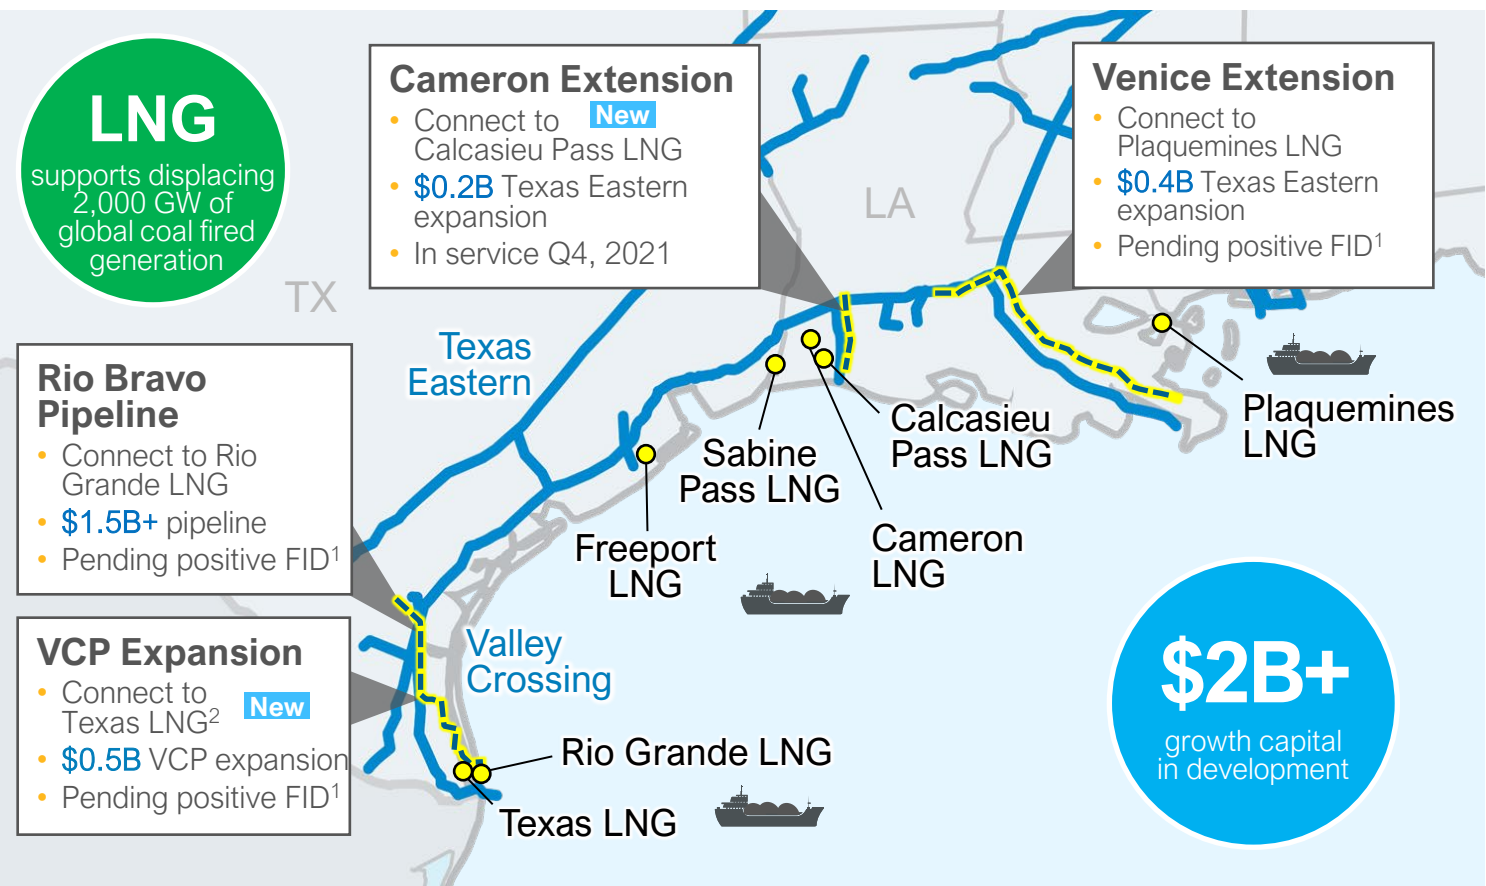 LNG
supports displacing
2,000 GW of
global coal fired
generation
Cameron Extension
• Connect to New
Calcasieu Pass LNG
• $0.2B Texas Eastern
expansion
• In service Q4, 2021
Venice Extension
• Connect to
Plaquemines LNG
• $0.4B Texas Eastern
expansion
• Pending positive FID1
LA
TX
Texas
Eastern
Rio Bravo
Pipeline
• Connect to Rio
Grande LNG
• $1.5B+ pipeline
• Pending positive FID1
Sabine
Pass LNG
Calcasieu
Pass LNG
Plaquemines
LNG
Freeport
LNG
Cameron
LNG
VCP Expansion
• Connect to
Texas LNG2 New
• $0.5B VCP expansion
• Pending positive FID1
Valley
Crossing
Rio Grande LNG
Texas LNG
$2B+
growth capital
in development